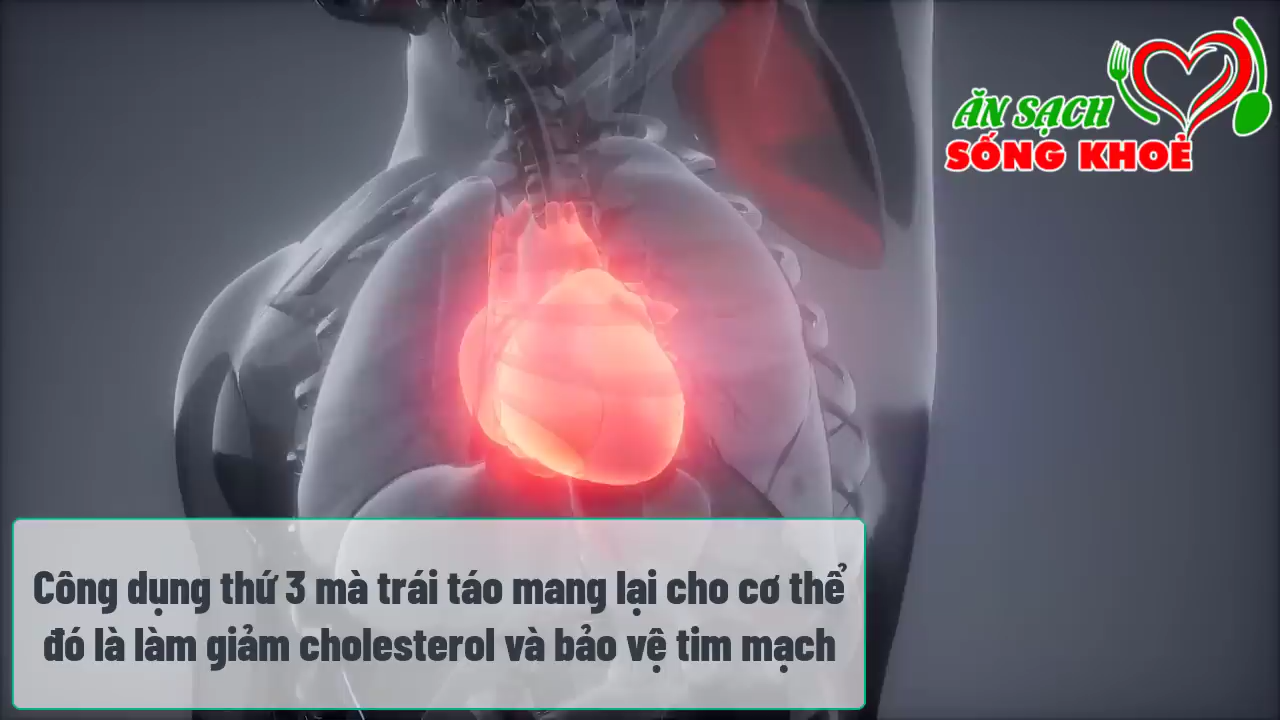 ĂN SẠCH
SỐNG KHOẺ
Công dụng thứ 3 mà trái táo mang lại cho cơ thể
đó là làm giảm cholesterol và bảo vệ tim mạch